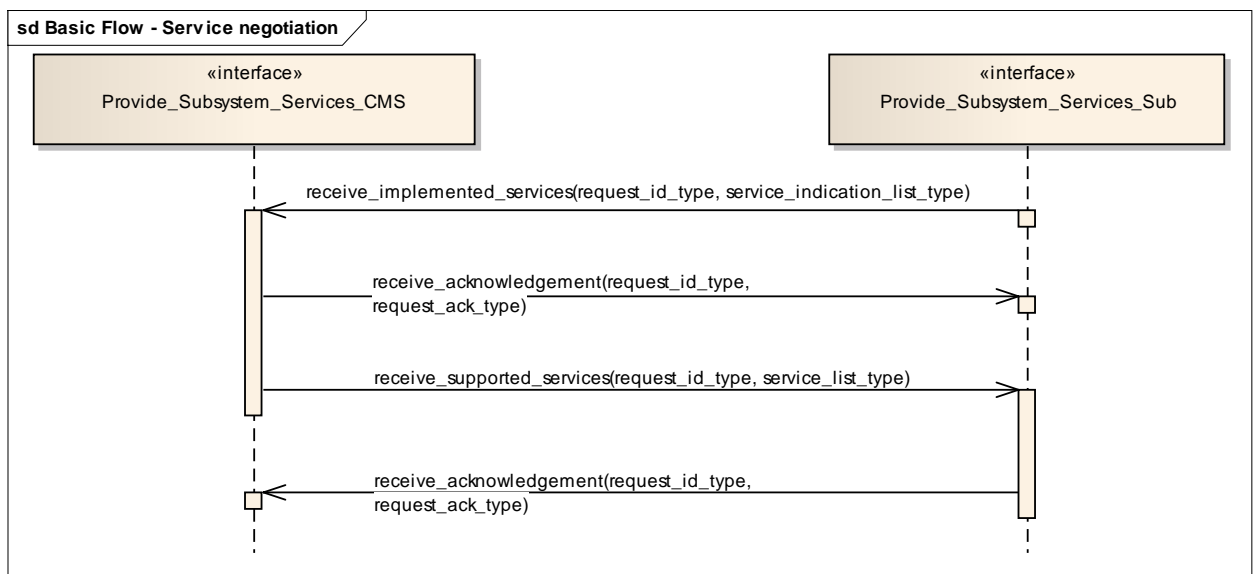 sd Basic Flow - Service negotiation
«interface»
Provide_Subsystem_Services_CMS
«interface»
Provide_Subsystem_Services_Sub
receive_implemented_services(request_id_type, service_indication_list_type)
receive_acknowledgement(request_id_type,
request_ack_type)
receive_supported_services(request_id_type, service_list_type)
receive_acknowledgement(request_id_type,
request_ack_type)